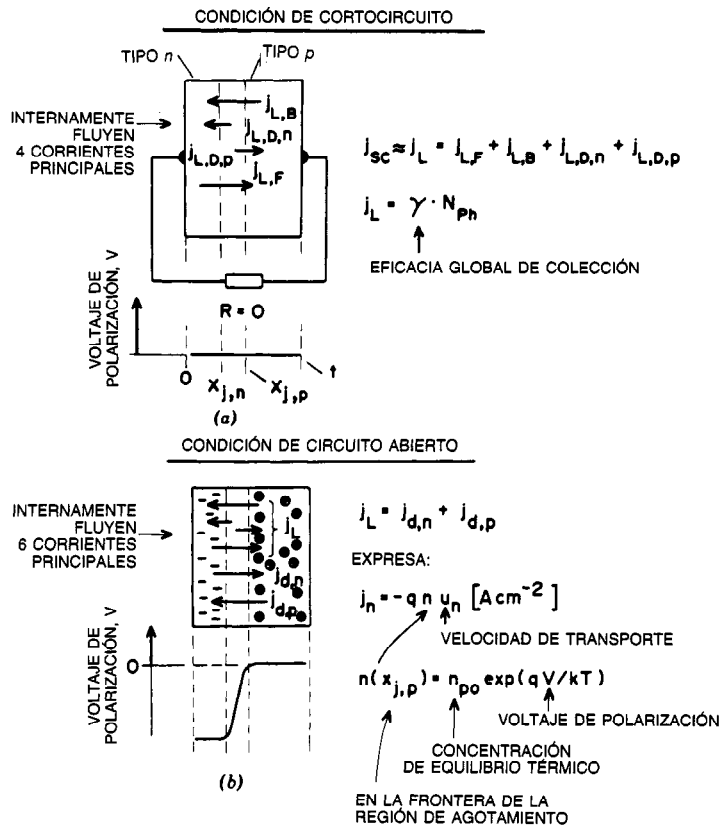 CONDICIÓN DE CORTOCIRCUITO
TIPO n
TIPO p
INTERNAMENTE
FLUYEN
4 CORRIENTES
PRINCIPALES
j_L,B
j_L,D,n
j_L,D,p
j_L,F
j_SC ≈ j_L = j_L,F + j_L,B + j_L,D,n + j_L,D,p
j_L = γ · N_Ph
EFICACIA GLOBAL DE COLECCIÓN
R = 0
VOLTAJE DE
POLARIZACIÓN, V
0
X_j,n
X_j,p
t
(a)
CONDICIÓN DE CIRCUITO ABIERTO
INTERNAMENTE
FLUYEN
6 CORRIENTES
PRINCIPALES
j_L
j_d,n
j_d,p
j_L = j_d,n + j_d,p
EXPRESA:
j_n = -q n u_n [A cm⁻²]
VELOCIDAD DE TRANSPORTE
n(x_j,p) = n_po exp(q V/kT)
VOLTAJE DE POLARIZACIÓN
CONCENTRACIÓN
DE EQUILIBRIO TÉRMICO
EN LA FRONTERA DE LA
REGIÓN DE AGOTAMIENTO
VOLTAJE DE
POLARIZACIÓN, V
0
(b)